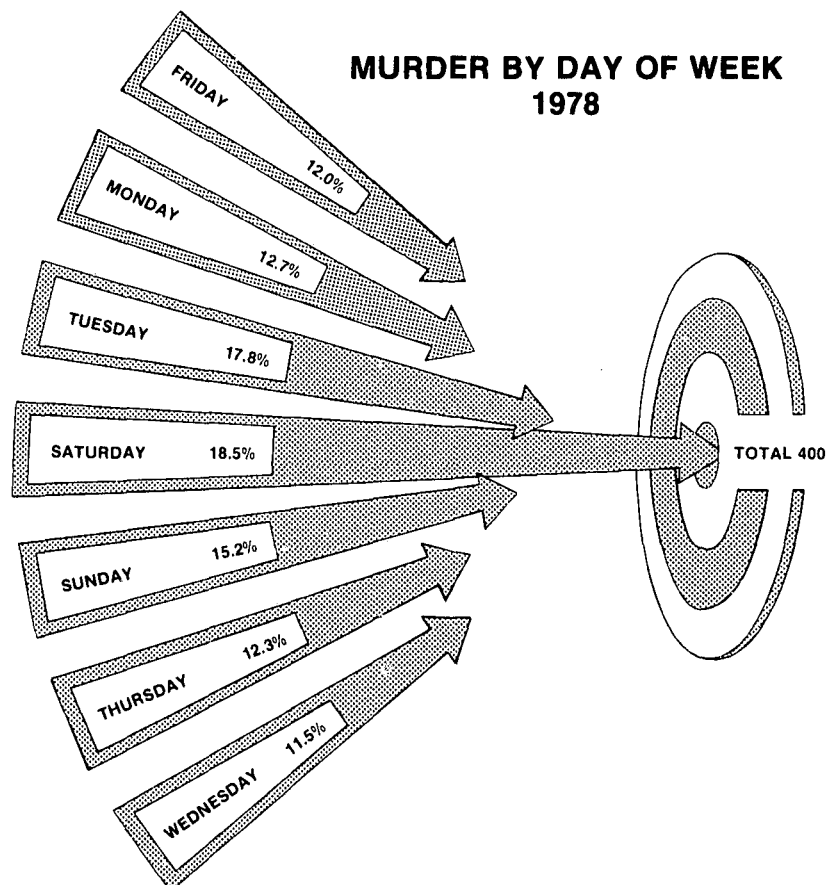 MURDER BY DAY OF WEEK
1978
FRIDAY 12.0%
MONDAY 12.7%
TUESDAY 17.8%
SATURDAY 18.5%
TOTAL 400
SUNDAY 15.2%
THURSDAY 12.3%
WEDNESDAY 11.5%